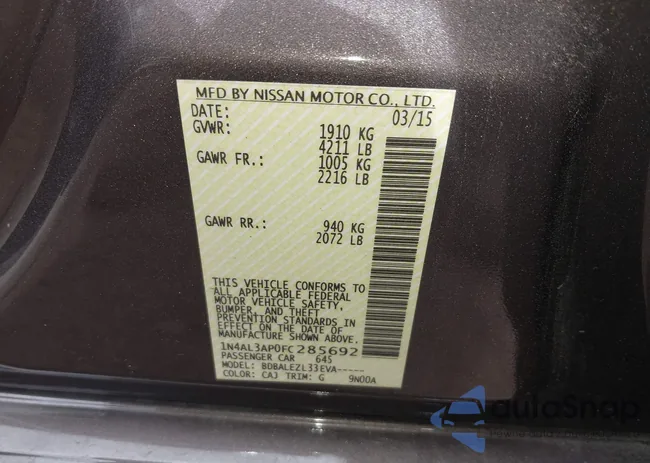 MFD BY NISSAN MOTOR CO., LTD.
DATE: 03/15
GVWR: 1910 KG
4211 LB
GAWR FR.: 1005 KG
2216 LB
GAWR RR.: 940 KG
2072 LB
THIS VEHICLE CONFORMS TO
ALL APPLICABLE FEDERAL
MOTOR VEHICLE SAFETY,
BUMPER, AND THEFT
PREVENTION STANDARDS IN
EFFECT ON THE DATE OF
MANUFACTURE SHOWN ABOVE.
1N4AL3AP0FC285692
PASSENGER CAR 645
MODEL: BDBALEZL33EVA-----
COLOR: CAJ TRIM: G 9N00A
autoSnap